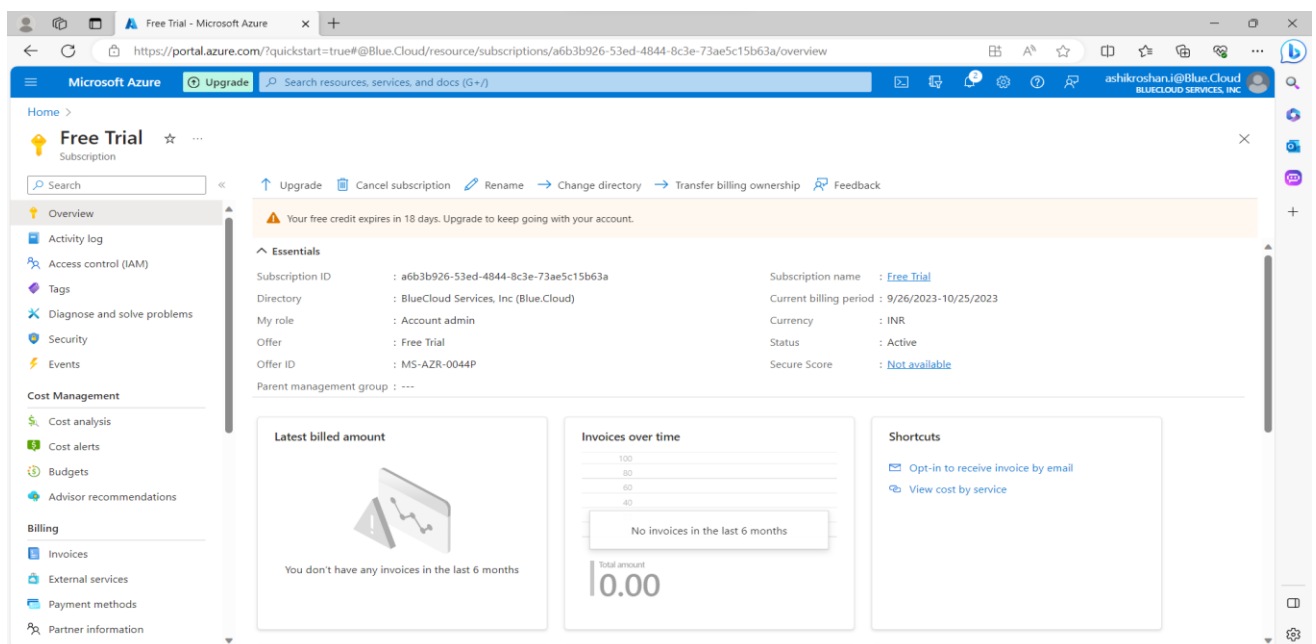 Free Trial - Microsoft Azure
https://portal.azure.com/?quickstart=true#@Blue.Cloud/resource/subscriptions/a6b3b926-53ed-4844-8c3e-73ae5c15b63a/overview
Microsoft Azure
Upgrade
Search resources, services, and docs (G+/)
2
ashikroshan.i@Blue.Cloud
BLUECLOUD SERVICES, INC
Home >
Free Trial
Subscription
Search
Upgrade Cancel subscription Rename Change directory Transfer billing ownership Feedback
Overview
Activity log
Access control (IAM)
Tags
Diagnose and solve problems
Security
Events
Cost Management
Cost analysis
Cost alerts
Budgets
Advisor recommendations
Billing
Invoices
External services
Payment methods
Partner information
Your free credit expires in 18 days. Upgrade to keep going with your account.
Essentials
Subscription ID : a6b3b926-53ed-4844-8c3e-73ae5c15b63a
Directory : BlueCloud Services, Inc (Blue.Cloud)
My role : Account admin
Offer : Free Trial
Offer ID : MS-AZR-0044P
Parent management group : ---
Subscription name : Free Trial
Current billing period : 9/26/2023-10/25/2023
Currency : INR
Status : Active
Secure Score : Not available
Latest billed amount
You don't have any invoices in the last 6 months
Invoices over time
100
80
60
40
No invoices in the last 6 months
Total amount
0.00
Shortcuts
Opt-in to receive invoice by email
View cost by service